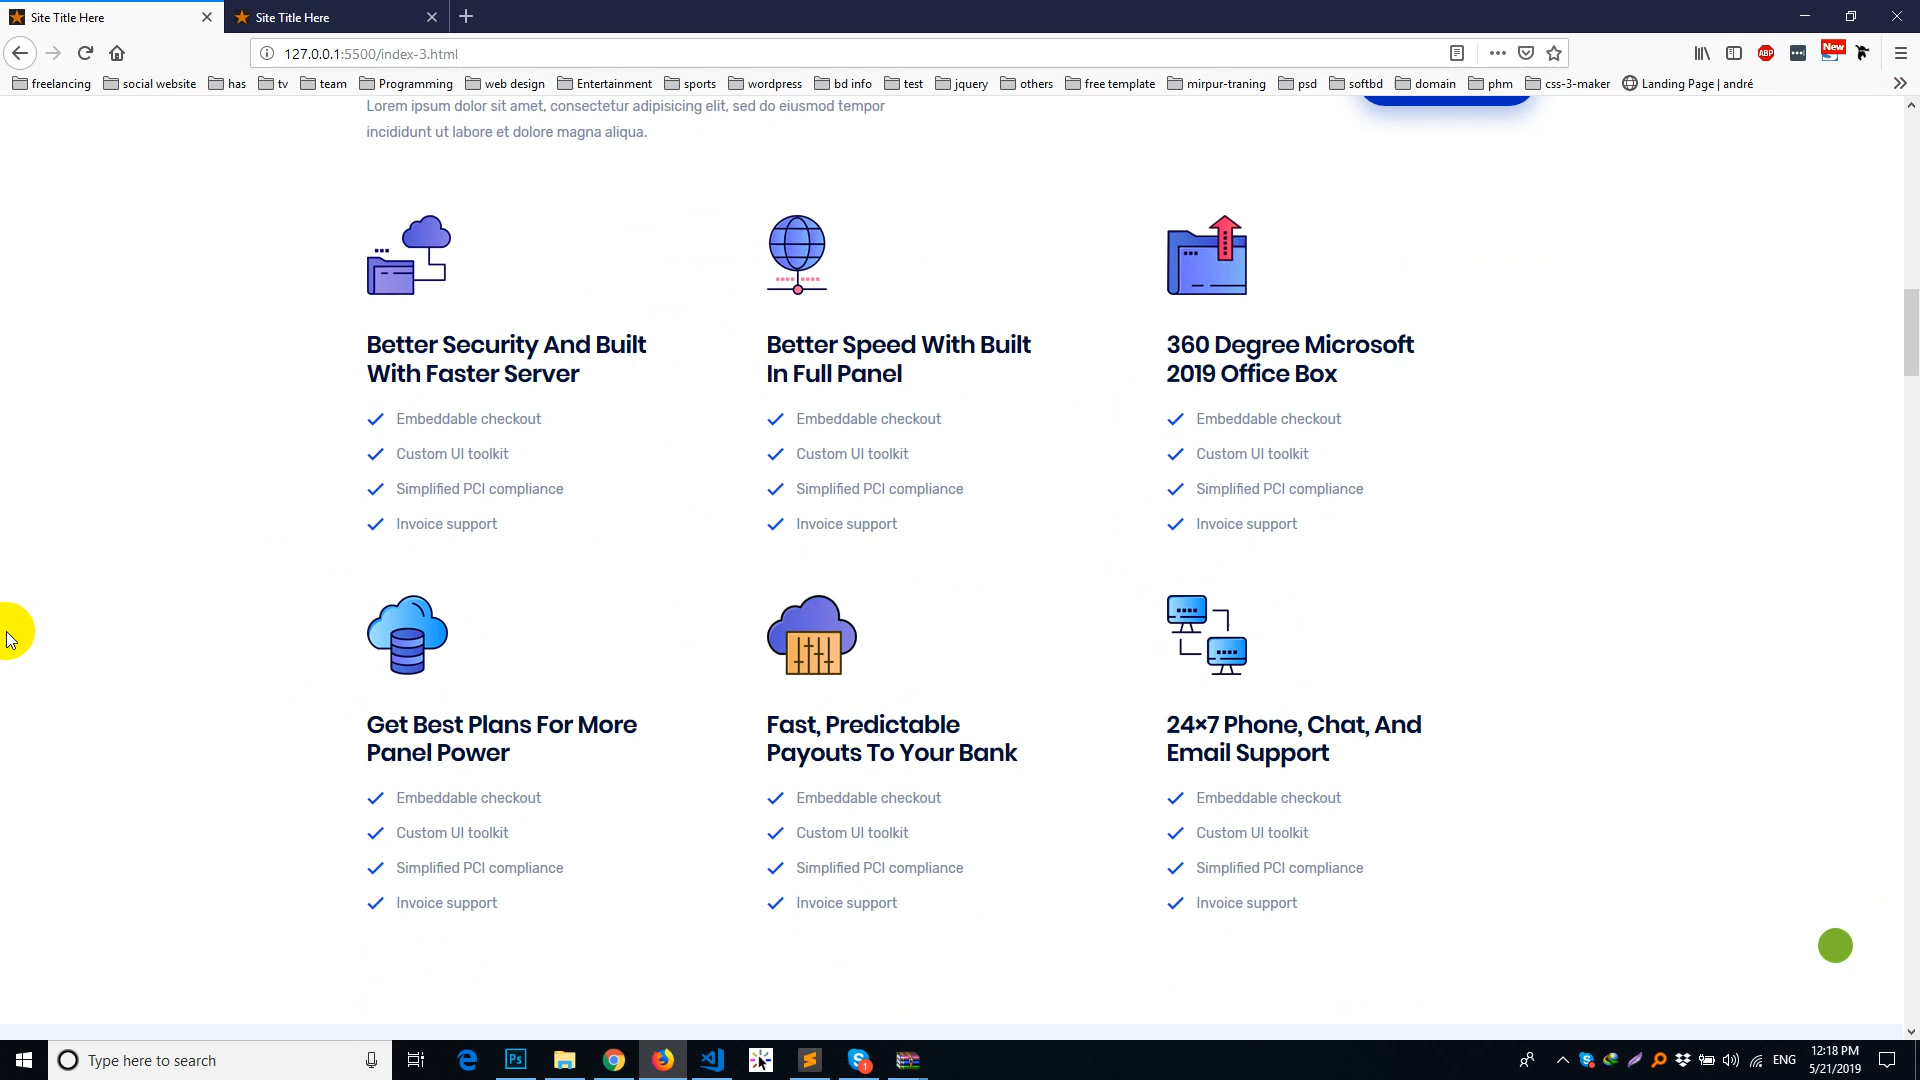 Site Title Here
Site Title Here
127.0.0.1:5500/index-3.html
ABP
New
freelancing
social website
has
tv
team
Programming
web design
Entertainment
sports
wordpress
bd info
test
jquery
others
free template
mirpur-traning
psd
softbd
domain
phm
css-3-maker
Landing Page | andré
Lorem ipsum dolor sit amet, consectetur adipisicing elit, sed do eiusmod tempor
incididunt ut labore et dolore magna aliqua.
Better Security And Built
With Faster Server
Embeddable checkout
Custom UI toolkit
Simplified PCI compliance
Invoice support
Better Speed With Built
In Full Panel
Embeddable checkout
Custom UI toolkit
Simplified PCI compliance
Invoice support
360 Degree Microsoft
2019 Office Box
Embeddable checkout
Custom UI toolkit
Simplified PCI compliance
Invoice support
Get Best Plans For More
Panel Power
Embeddable checkout
Custom UI toolkit
Simplified PCI compliance
Invoice support
Fast, Predictable
Payouts To Your Bank
Embeddable checkout
Custom UI toolkit
Simplified PCI compliance
Invoice support
24×7 Phone, Chat, And
Email Support
Embeddable checkout
Custom UI toolkit
Simplified PCI compliance
Invoice support
Type here to search
Ps
1
ENG
12:18 PM
5/21/2019